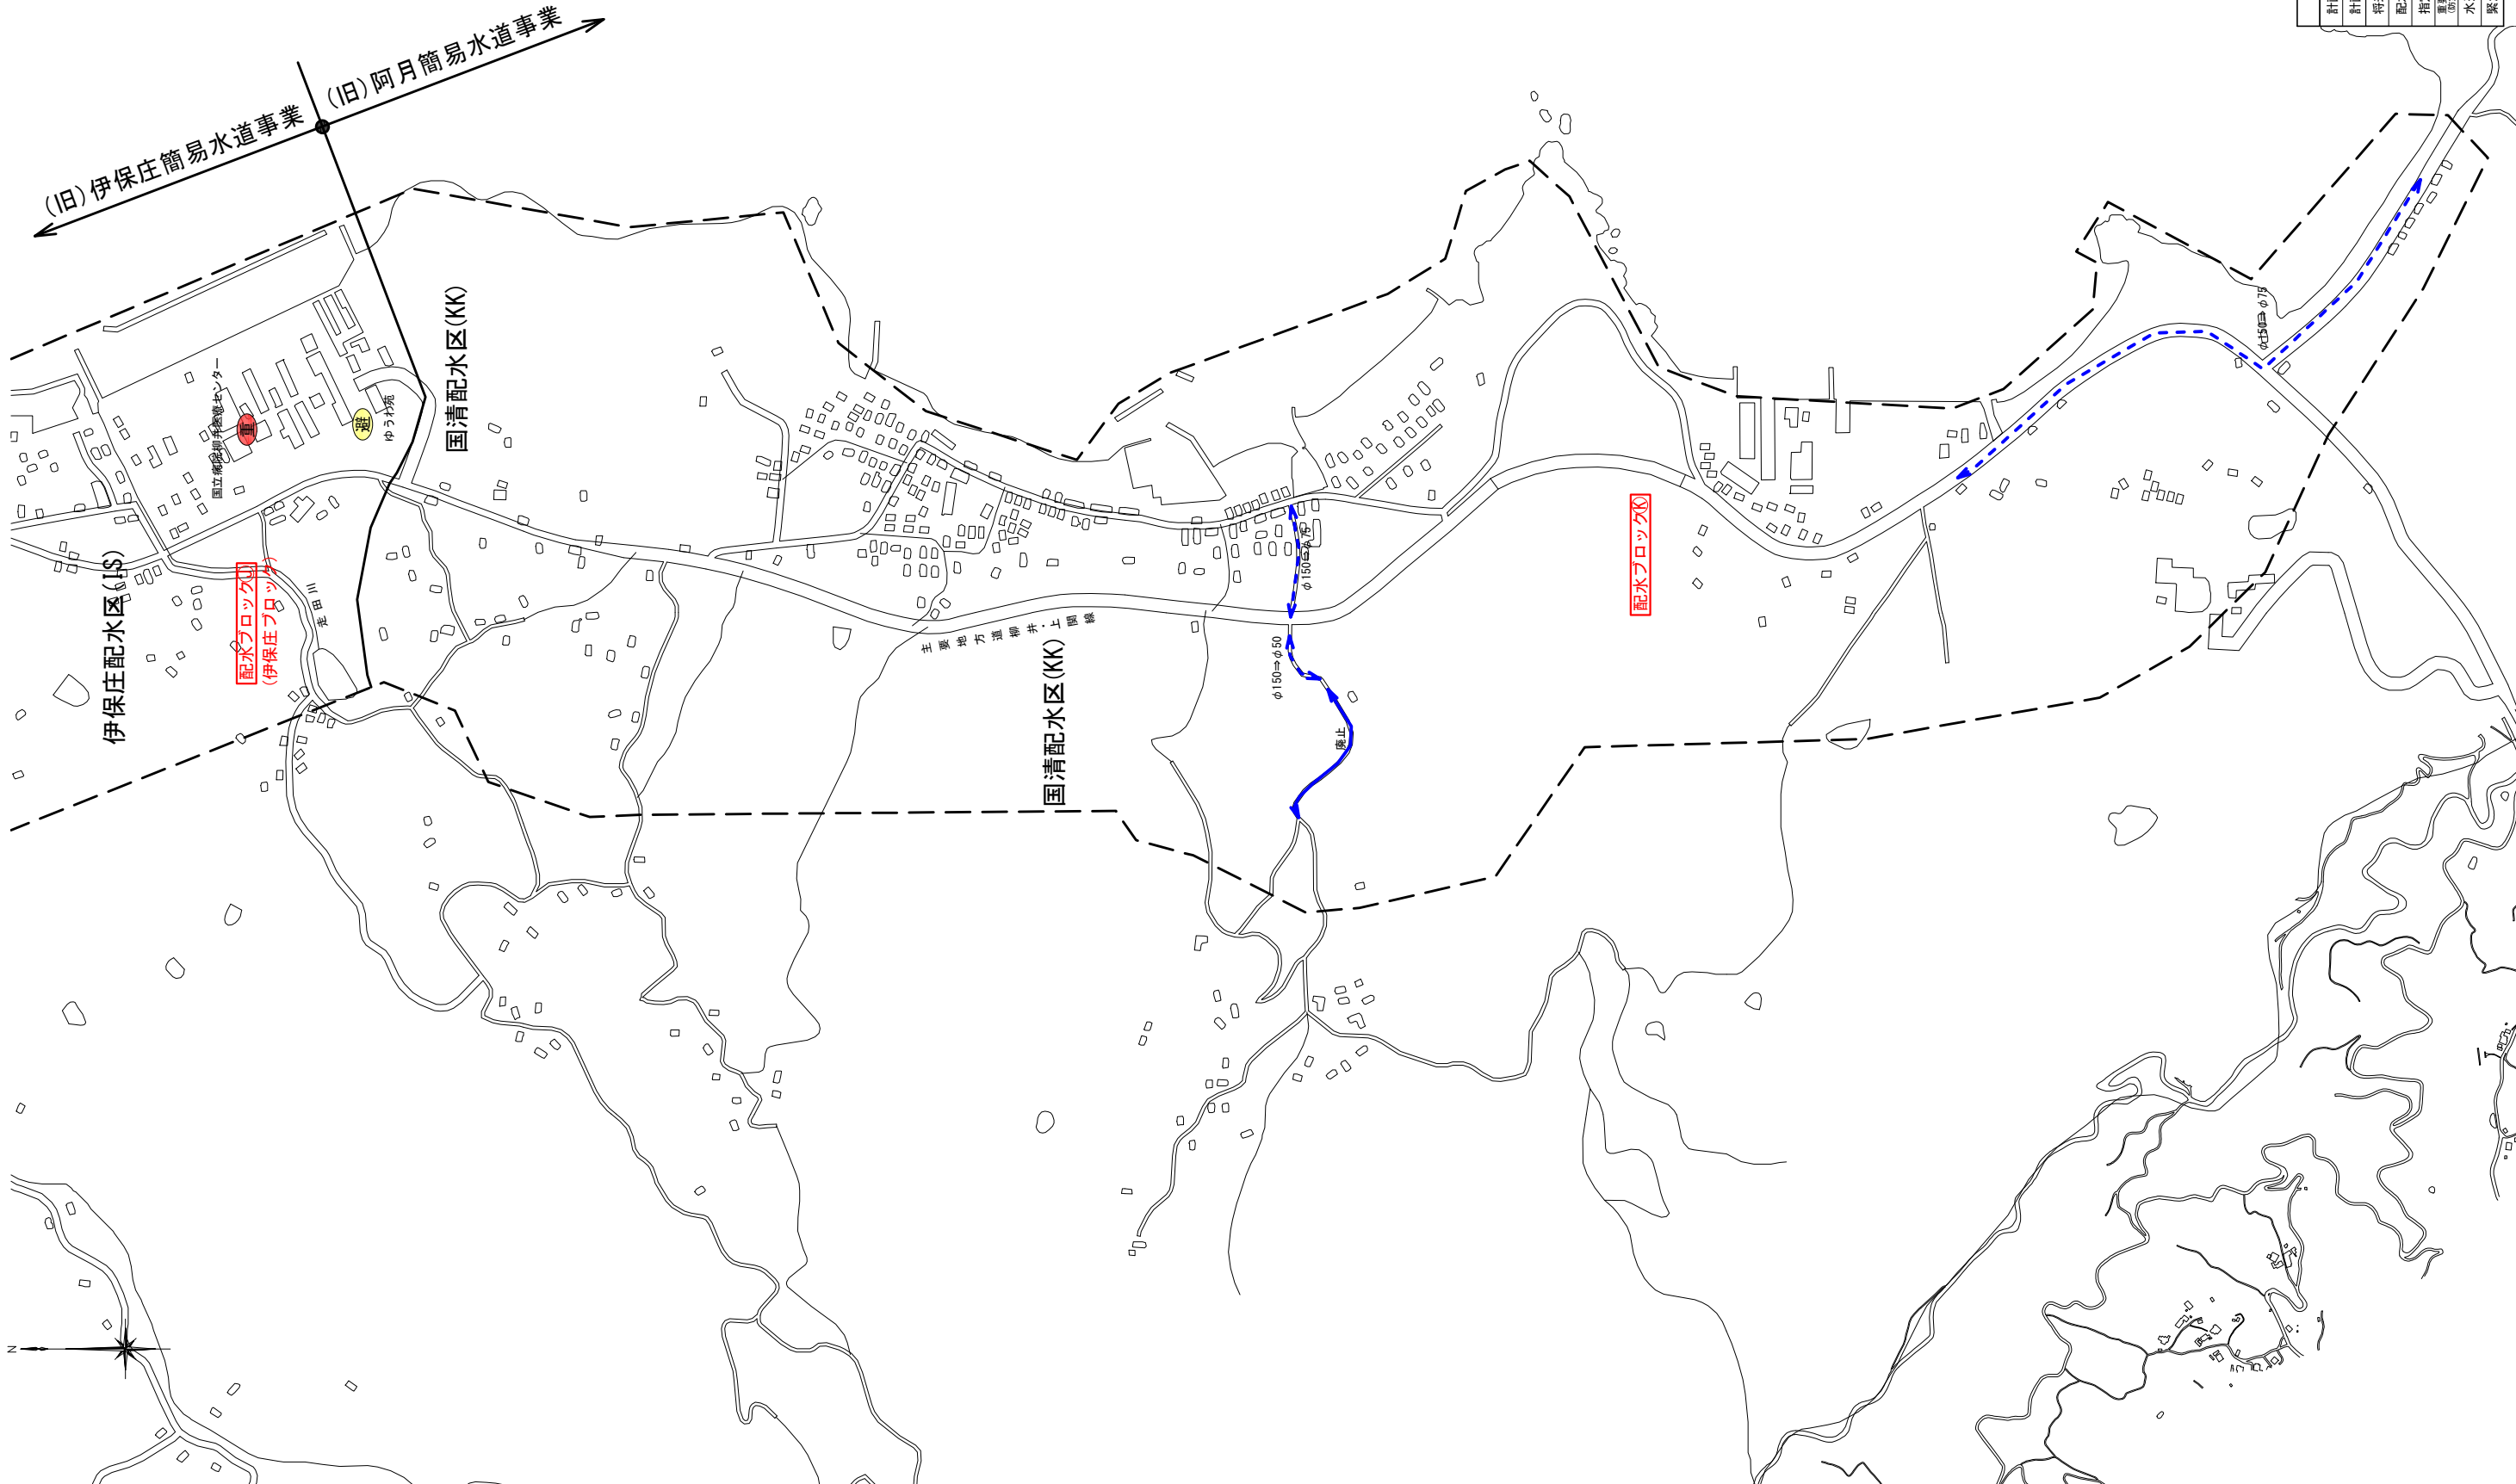 (旧)伊保庄簡易水道事業
(旧)阿月簡易水道事業
国清配水区(KK)
国立病院柳井医療センター
重
避
ゆうわ苑
伊保庄配水区(IS)
配水ブロックⒿ
(伊保庄ブロック)
走田川
主要地方道柳井・上関線
国清配水区(KK)
φ150⇒φ75
φ150⇒φ50
廃止
配水ブロックⓀ
φ150⇒φ75
N